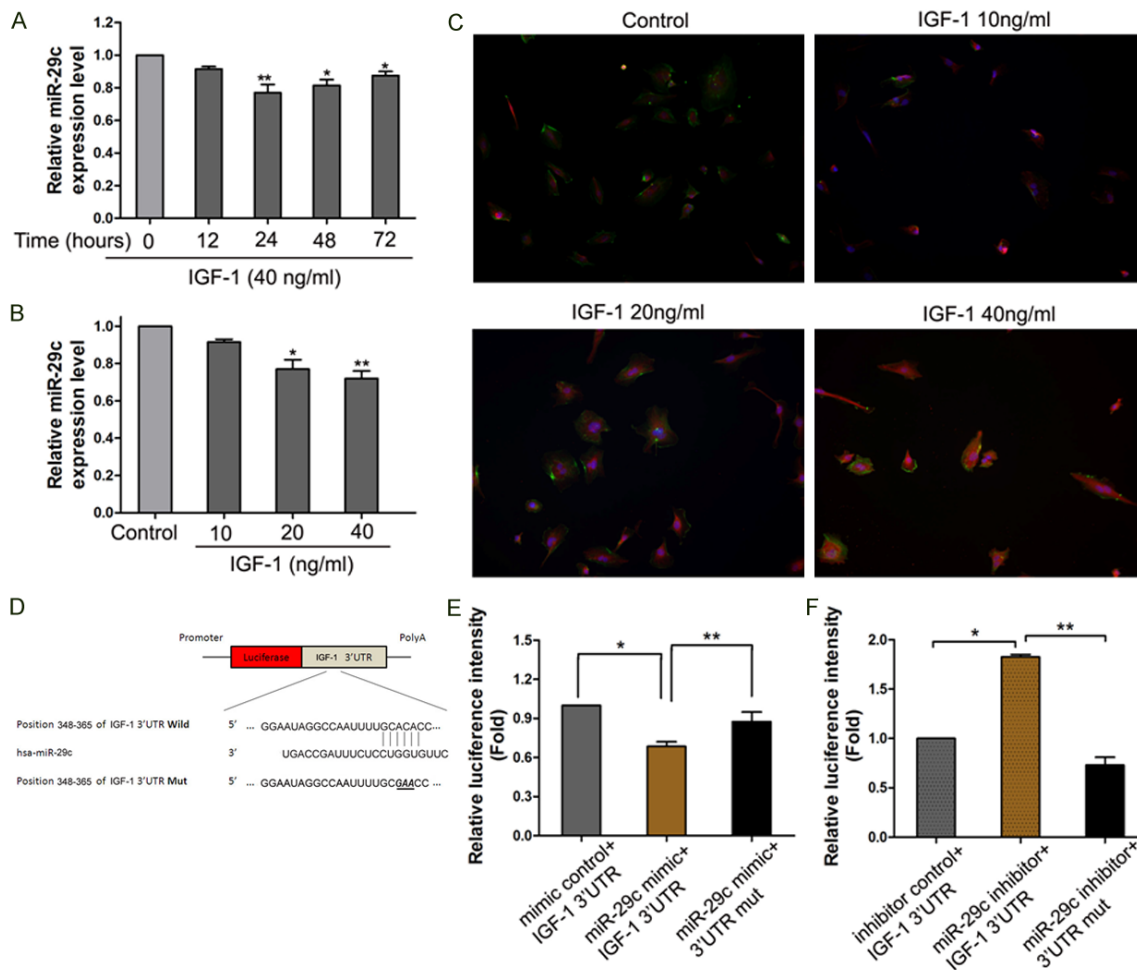 A
Relative miR-29c
expression level
1.2
1.0
0.8
0.6
0.4
0.2
0.0
** * *
Time (hours) 0 12 24 48 72
IGF-1 (40 ng/ml)
B
Relative miR-29c
expression level
1.0
0.8
0.6
0.4
0.2
0.0
* **
Control 10 20 40
IGF-1 (ng/ml)
C
Control
IGF-1 10ng/ml
IGF-1 20ng/ml
IGF-1 40ng/ml
D
Promoter PolyA
Luciferase IGF-1 3'UTR
Position 348-365 of IGF-1 3'UTR Wild 5' ... GGAAUAGGCCAAUUUUGCACACC...
hsa-miR-29c 3' UGACCGAUUUCUCCUGGUGUUC
Position 348-365 of IGF-1 3'UTR Mut 5' ... GGAAUAGGCCAAUUUUGCGAACC ...
E
Relative luciference intensity
(Fold)
1.5
1.2
0.9
0.6
0.3
0.0
* **
mimic control+
IGF-1 3'UTR
miR-29c mimic+
IGF-1 3'UTR
miR-29c mimic+
3'UTR mut
F
Relative luciference intensity
(Fold)
2.0
1.5
1.0
0.5
0.0
* **
inhibitor control+
IGF-1 3'UTR
miR-29c inhibitor+
IGF-1 3'UTR
miR-29c inhibitor+
3'UTR mut